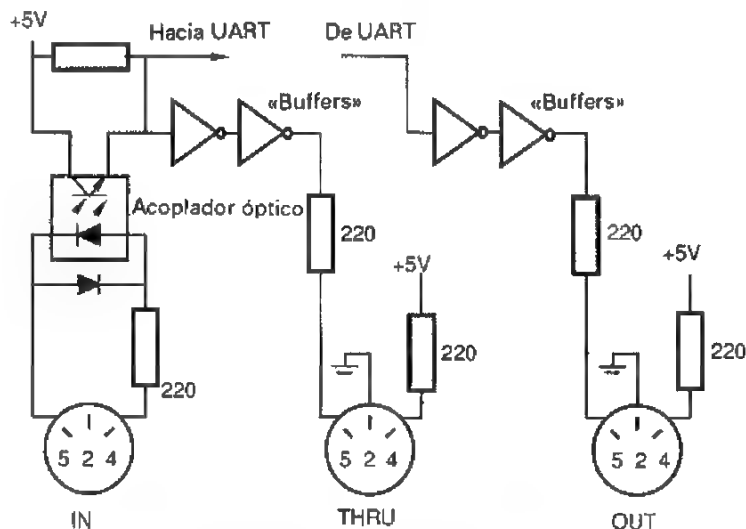 +5V
Hacia UART
De UART
«Buffers»
«Buffers»
Acoplador óptico
220
220
+5V
+5V
220
220
220
5 2 4
5 2 4
5 2 4
IN
THRU
OUT